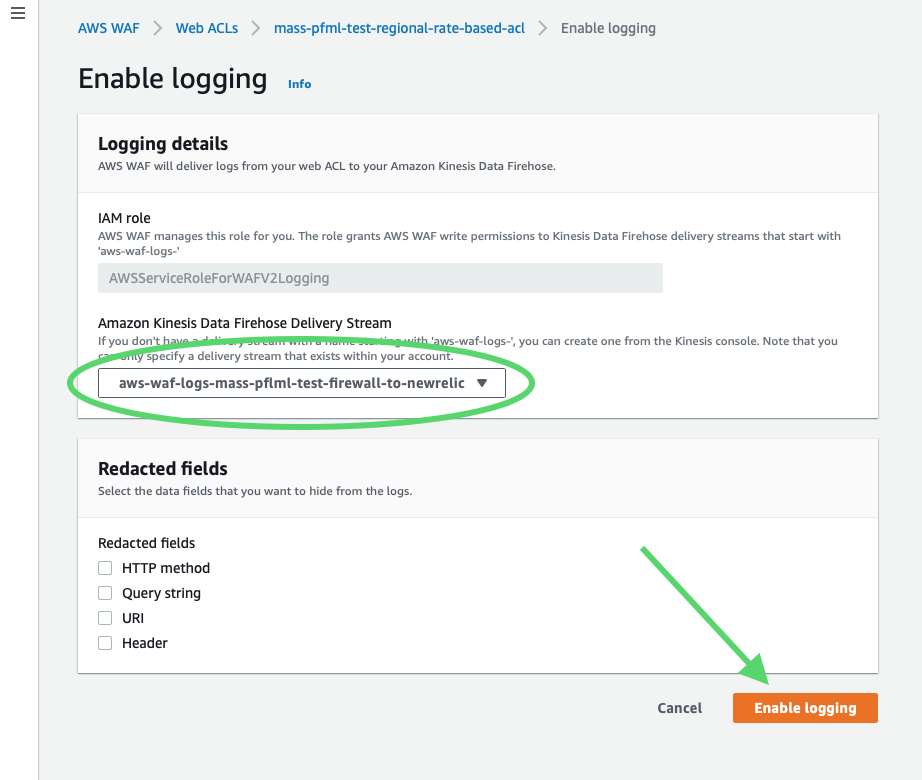 AWS WAF > Web ACLs > mass-pfml-test-regional-rate-based-acl > Enable logging
Enable logging Info
Logging details
AWS WAF will deliver logs from your web ACL to your Amazon Kinesis Data Firehose.
IAM role
AWS WAF manages this role for you. The role grants AWS WAF write permissions to Kinesis Data Firehose delivery streams that start with
'aws-waf-logs-'
AWSServiceRoleForWAFV2Logging
Amazon Kinesis Data Firehose Delivery Stream
If you don't have a delivery stream with a name starting with 'aws-waf-logs-', you can create one from the Kinesis console. Note that you
can only specify a delivery stream that exists within your account.
aws-waf-logs-mass-pflml-test-firewall-to-newrelic
Redacted fields
Select the data fields that you want to hide from the logs.
Redacted fields
HTTP method
Query string
URI
Header
Cancel Enable logging